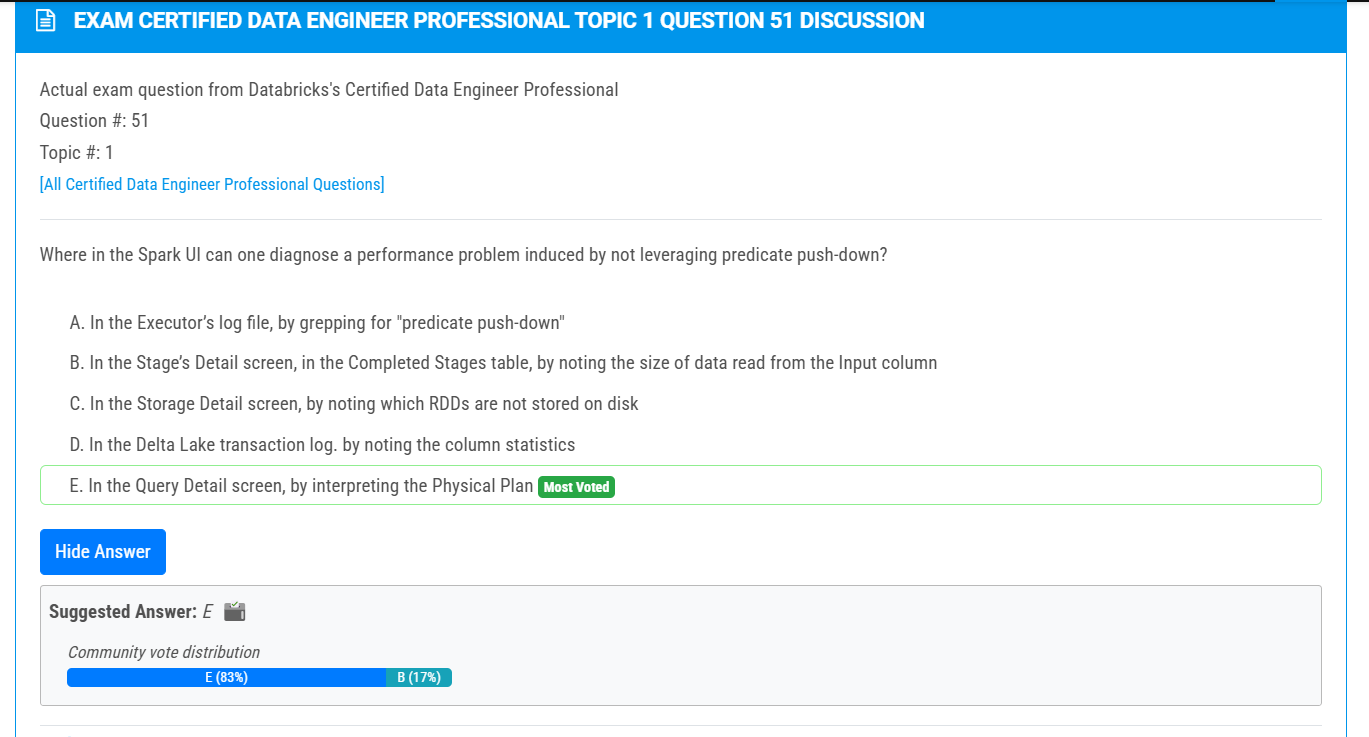 EXAM CERTIFIED DATA ENGINEER PROFESSIONAL TOPIC 1 QUESTION 51 DISCUSSION
Actual exam question from Databricks's Certified Data Engineer Professional
Question #: 51
Topic #: 1
[All Certified Data Engineer Professional Questions]
Where in the Spark UI can one diagnose a performance problem induced by not leveraging predicate push-down?
A. In the Executor’s log file, by grepping for "predicate push-down"
B. In the Stage’s Detail screen, in the Completed Stages table, by noting the size of data read from the Input column
C. In the Storage Detail screen, by noting which RDDs are not stored on disk
D. In the Delta Lake transaction log. by noting the column statistics
E. In the Query Detail screen, by interpreting the Physical Plan Most Voted
Hide Answer
Suggested Answer: E
Community vote distribution
E (83%) B (17%)